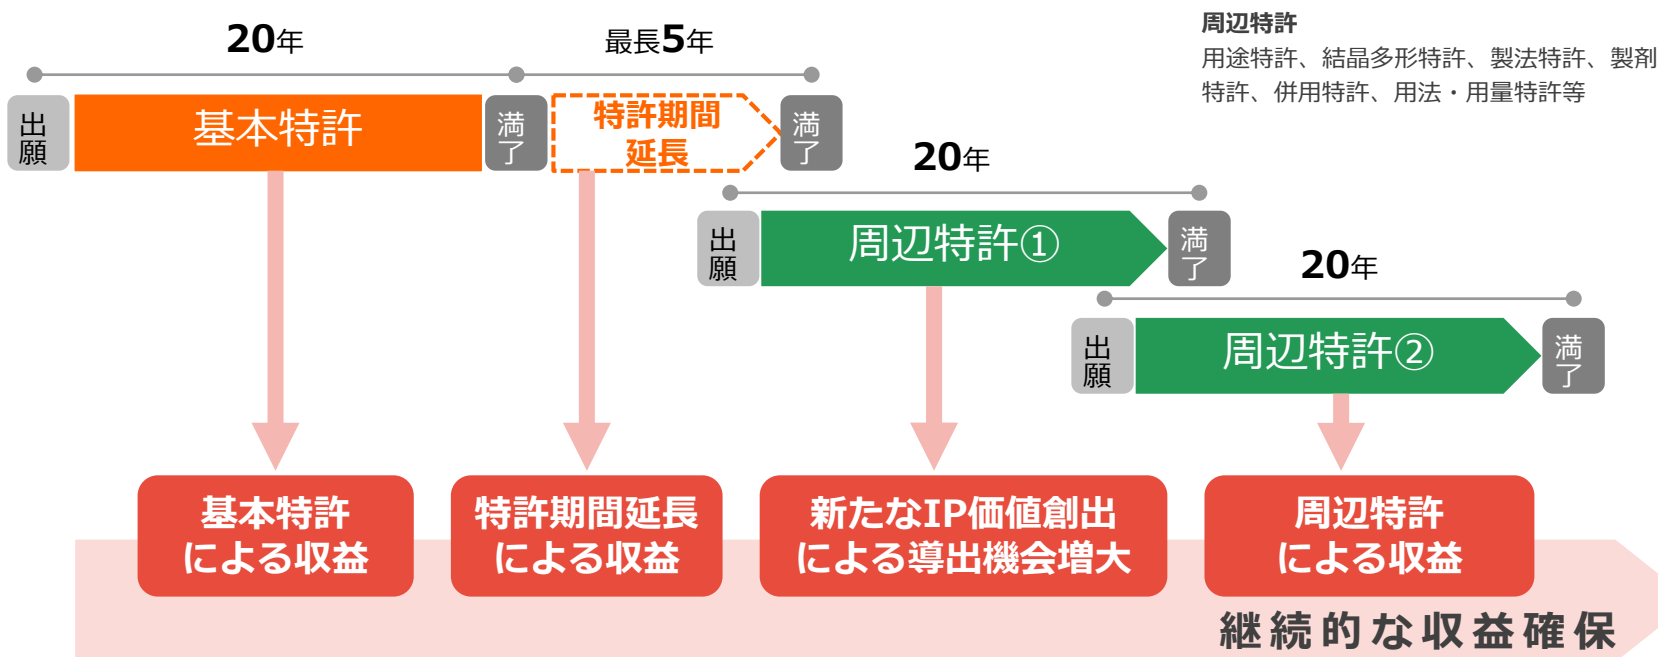 20年
最長5年
出願
基本特許
満了
特許期間
延長
満了
周辺特許
用途特許、結晶多形特許、製法特許、製剤
特許、併用特許、用法・用量特許等
20年
出願
周辺特許①
満了
20年
出願
周辺特許②
満了
基本特許
による収益
特許期間延長
による収益
新たなIP価値創出
による導出機会増大
周辺特許
による収益
継続的な収益確保